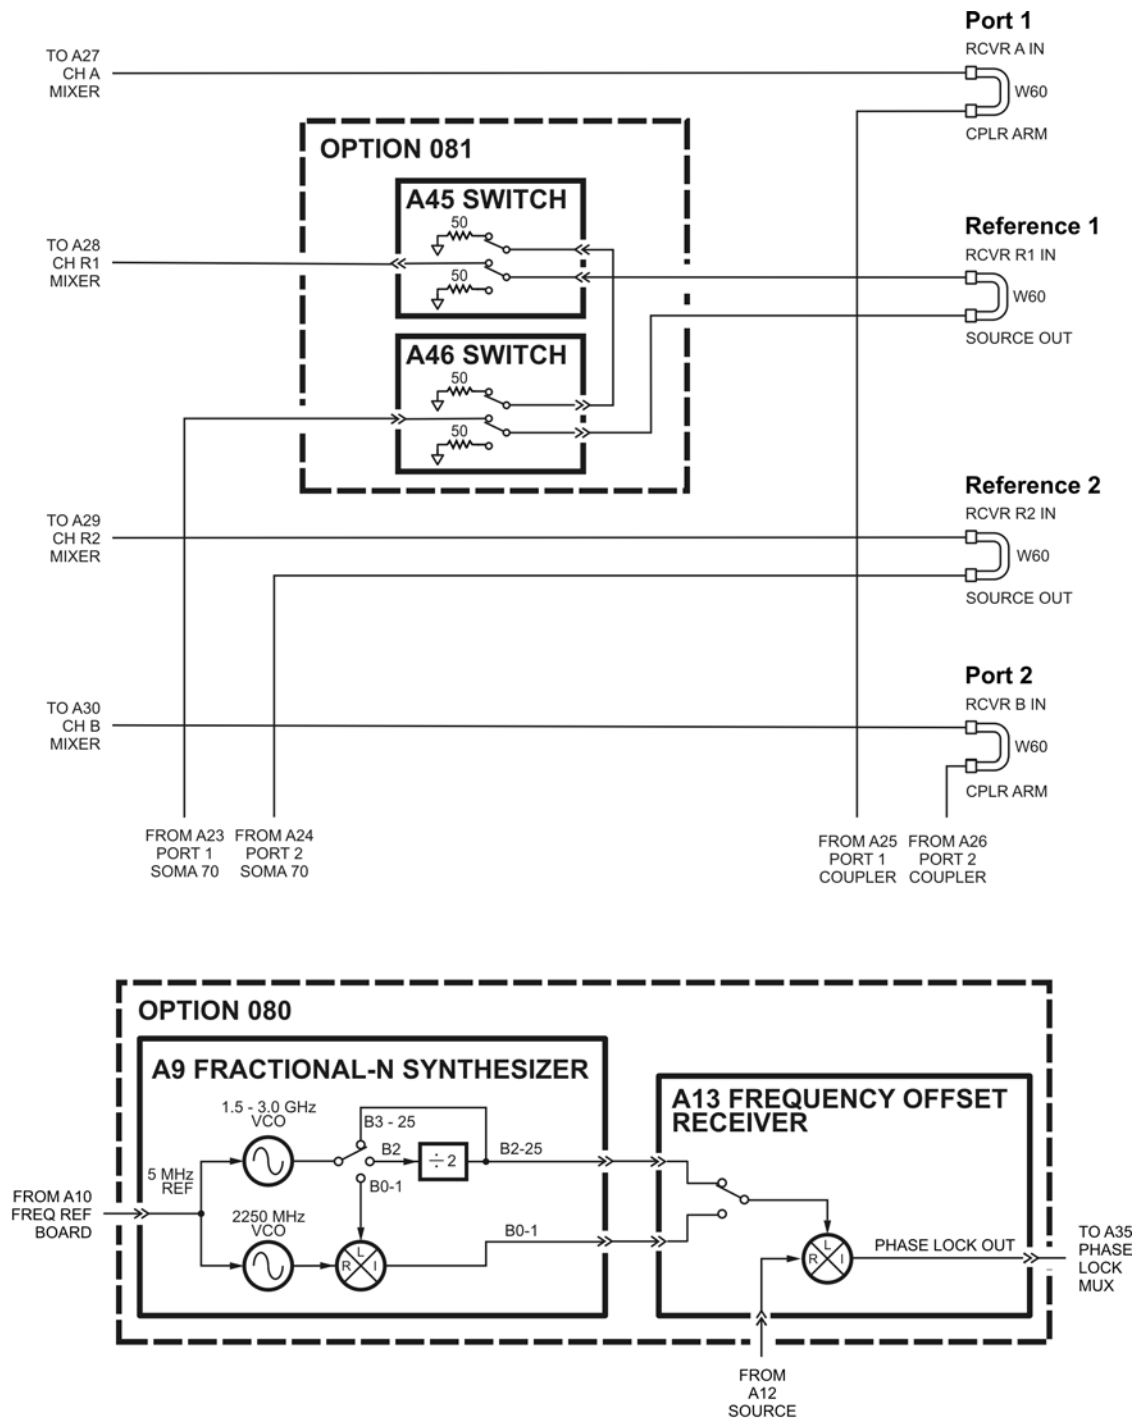 Port 1
RCVR A IN
W60
CPLR ARM
TO A27
CH A
MIXER
OPTION 081
A45 SWITCH
50
50
TO A28
CH R1
MIXER
Reference 1
RCVR R1 IN
W60
SOURCE OUT
A46 SWITCH
50
50
Reference 2
RCVR R2 IN
W60
SOURCE OUT
TO A29
CH R2
MIXER
Port 2
RCVR B IN
W60
CPLR ARM
TO A30
CH B
MIXER
FROM A23
PORT 1
SOMA 70
FROM A24
PORT 2
SOMA 70
FROM A25
PORT 1
COUPLER
FROM A26
PORT 2
COUPLER
OPTION 080
A9 FRACTIONAL-N SYNTHESIZER
1.5 - 3.0 GHz
VCO
B3 - 25
B2
÷ 2
B2-25
B0-1
5 MHz
REF
FROM A10
FREQ REF
BOARD
2250 MHz
VCO
L
R
I
B0-1
A13 FREQUENCY OFFSET
RECEIVER
L
R
I
PHASE LOCK OUT
TO A35
PHASE
LOCK
MUX
FROM
A12
SOURCE